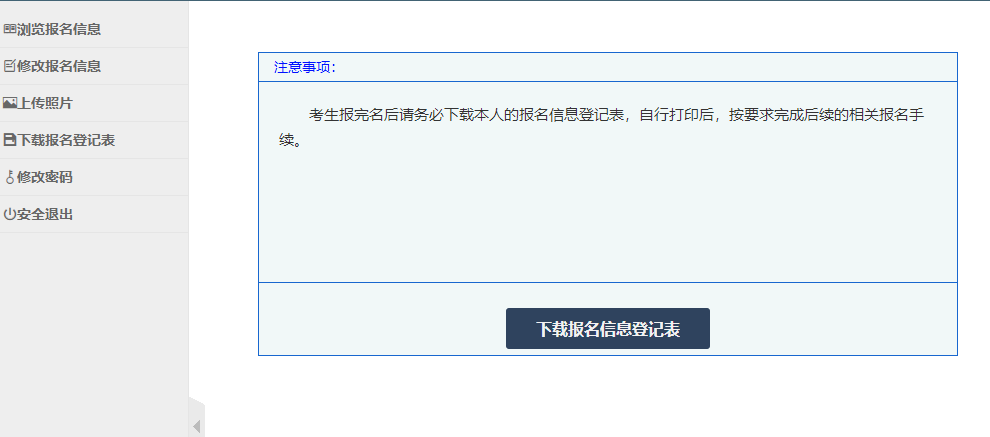 浏览报名信息
修改报名信息
上传照片
下载报名登记表
修改密码
安全退出
注意事项：
考生报完名后请务必下载本人的报名信息登记表，自行打印后，按要求完成后续的相关报名手
续。
下载报名信息登记表